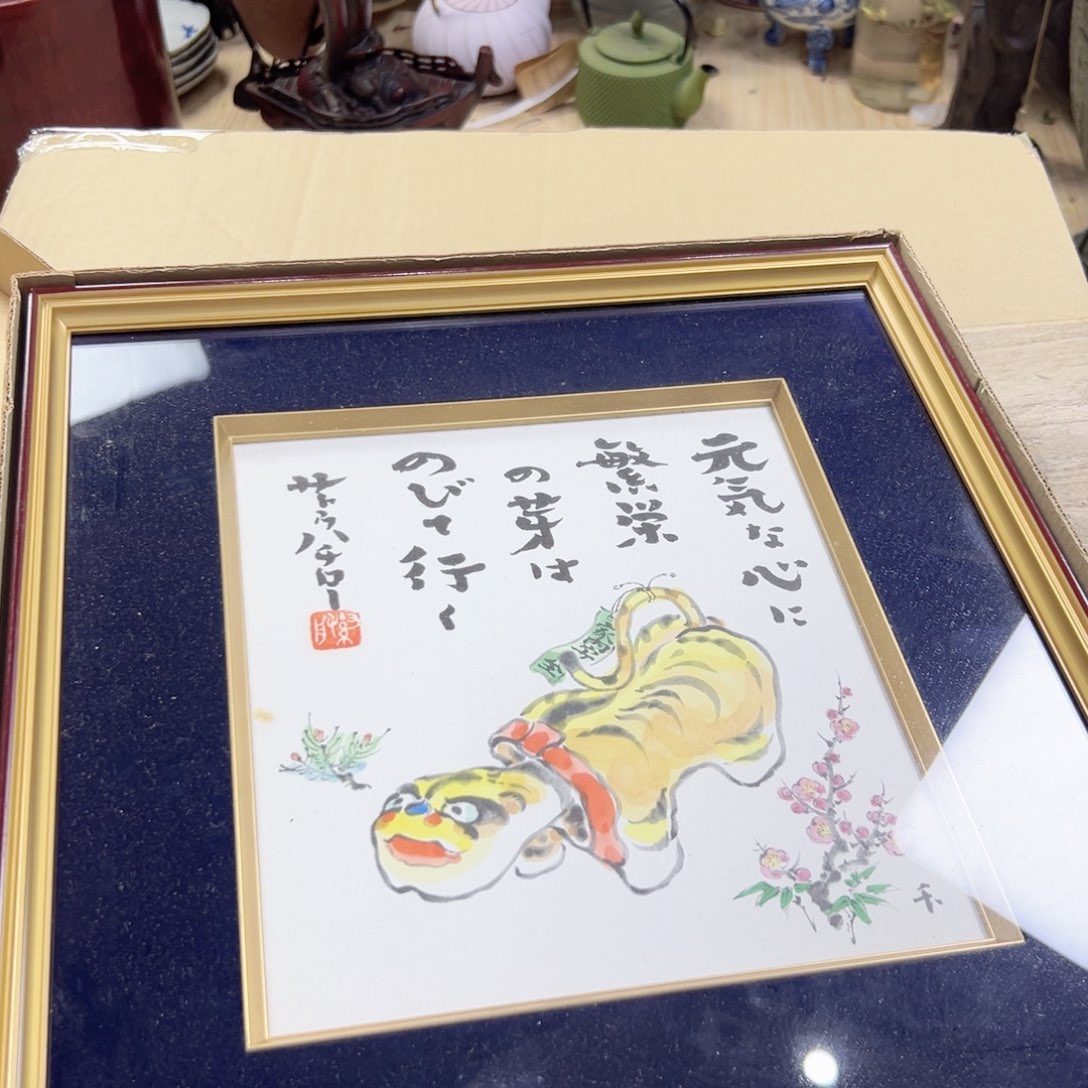 元気な心に
繁栄
の芽は
のびて行く
サトウハチロー
千